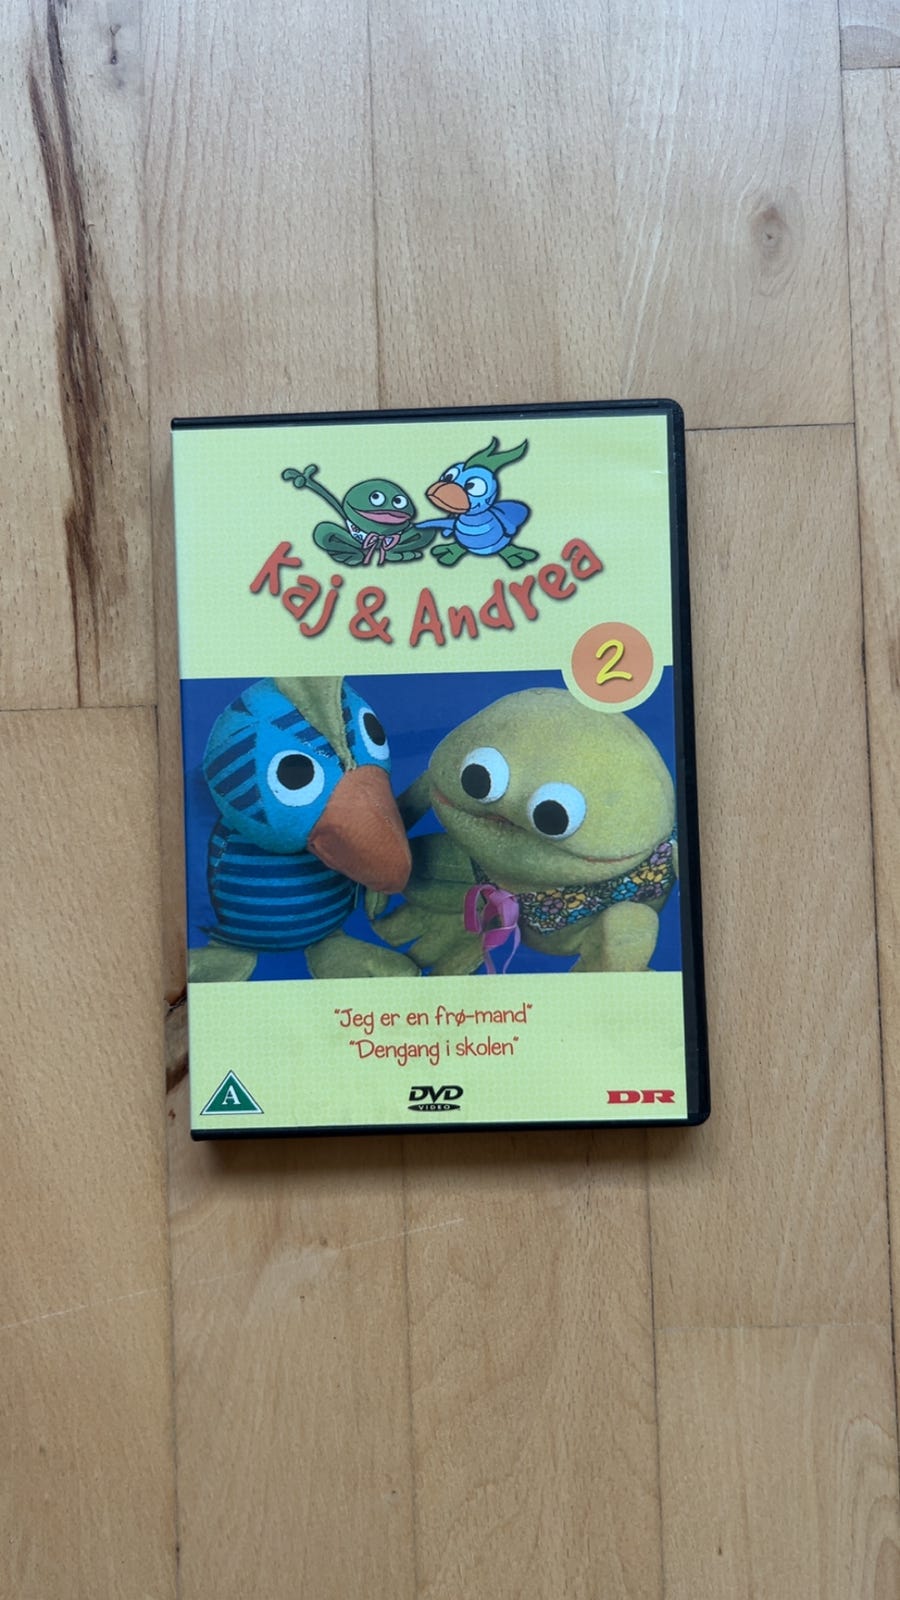 Kaj & Andrea
2
"Jeg er en frø-mand"
"Dengang i skolen"
A
DVD
VIDEO
DR